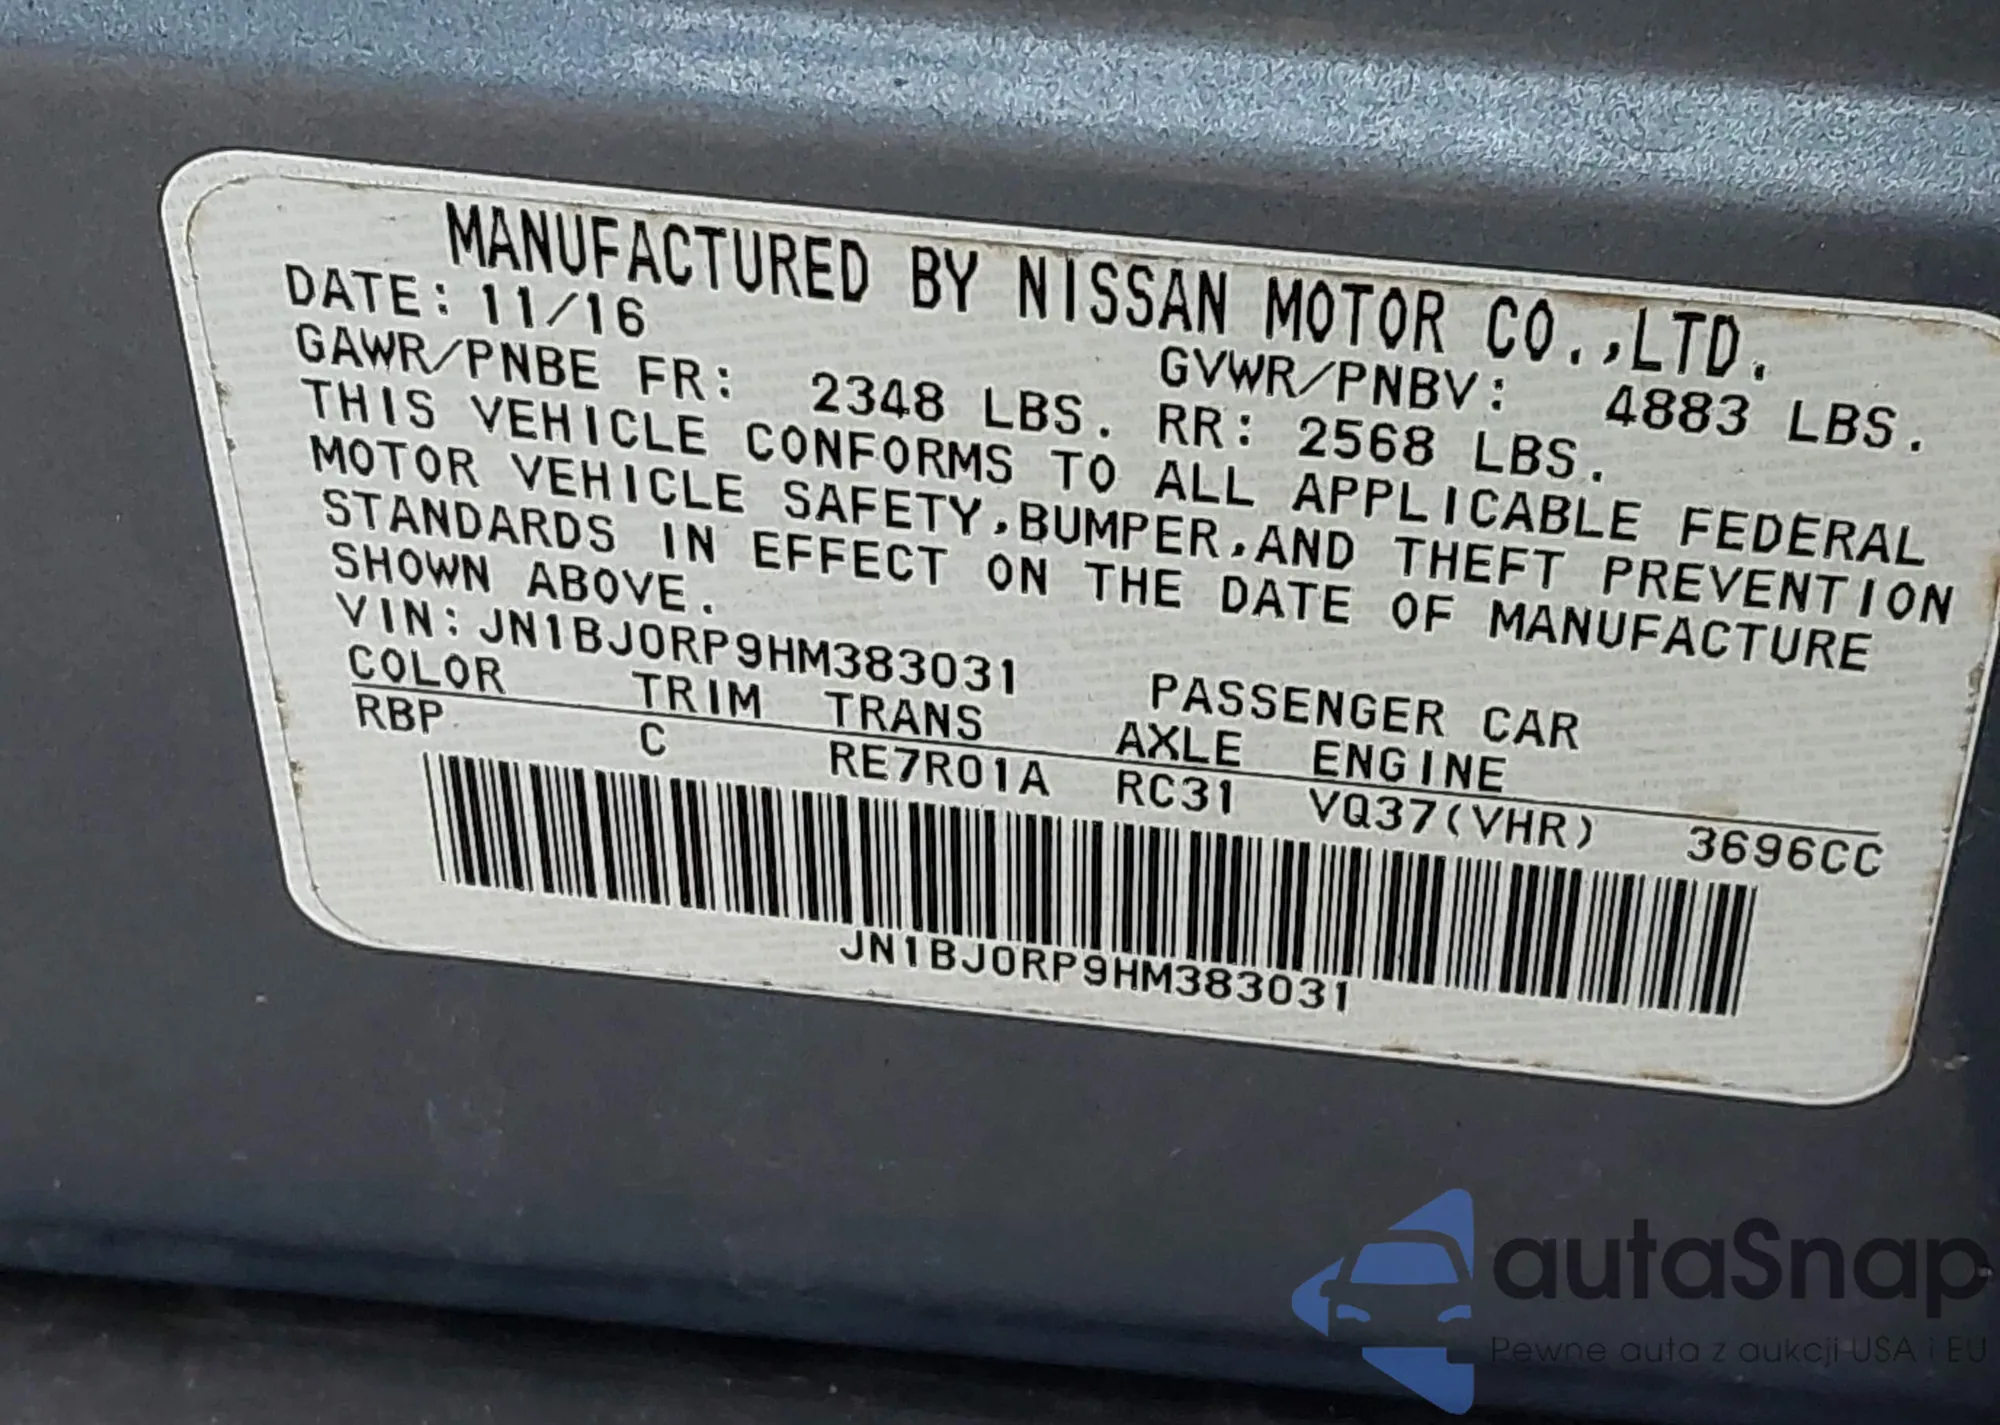 MANUFACTURED BY NISSAN MOTOR CO.,LTD.
DATE: 11/16 GVWR/PNBV: 4883 LBS.
GAWR/PNBE FR: 2348 LBS. RR: 2568 LBS.
THIS VEHICLE CONFORMS TO ALL APPLICABLE FEDERAL
MOTOR VEHICLE SAFETY,BUMPER,AND THEFT PREVENTION
STANDARDS IN EFFECT ON THE DATE OF MANUFACTURE
SHOWN ABOVE.
VIN: JN1BJ0RP9HM383031 PASSENGER CAR
COLOR TRIM TRANS AXLE ENGINE
RBP C RE7R01A RC31 VQ37(VHR) 3696CC
JN1BJ0RP9HM383031
autaSnap
Pewne auta z aukcji USA i EU